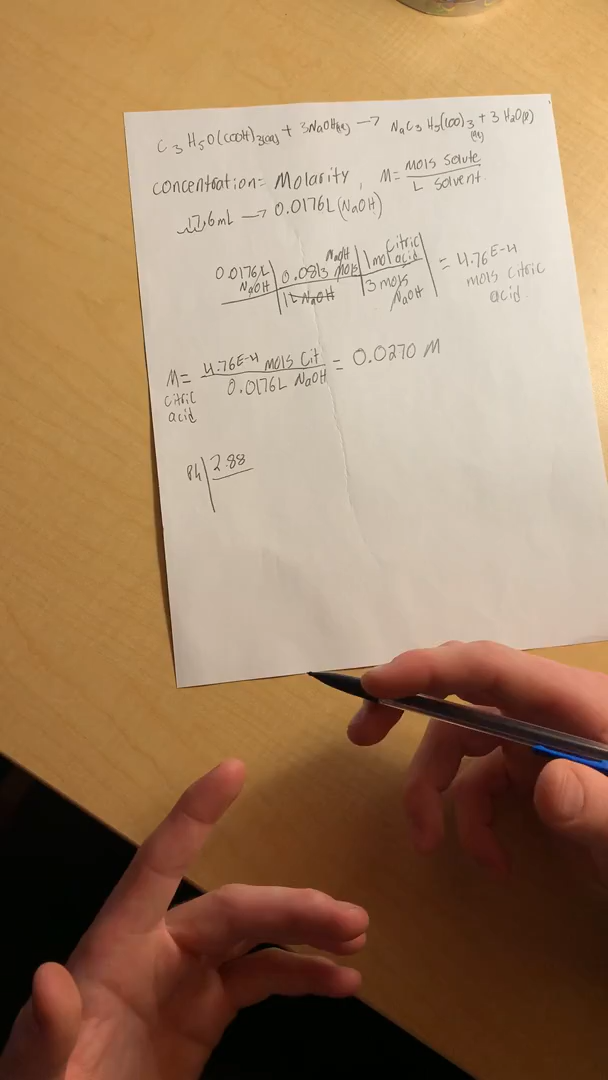 C3H5O(COOH)3(aq) + 3NaOH(aq) → NaC3H5(COO)3 (aq) + 3 H2O(l)
concentration = Molarity, M = mols solute / L solvent
17.6mL → 0.0176L (NaOH)
0.0176L NaOH | 0.0813 mols NaOH / 1L NaOH | 1 mol citric acid / 3 mols NaOH | = 4.76E-4 mols citric acid
M citric acid = 4.76E-4 mols cit / 0.0176L NaOH = 0.0270 M
Ph | 2.88